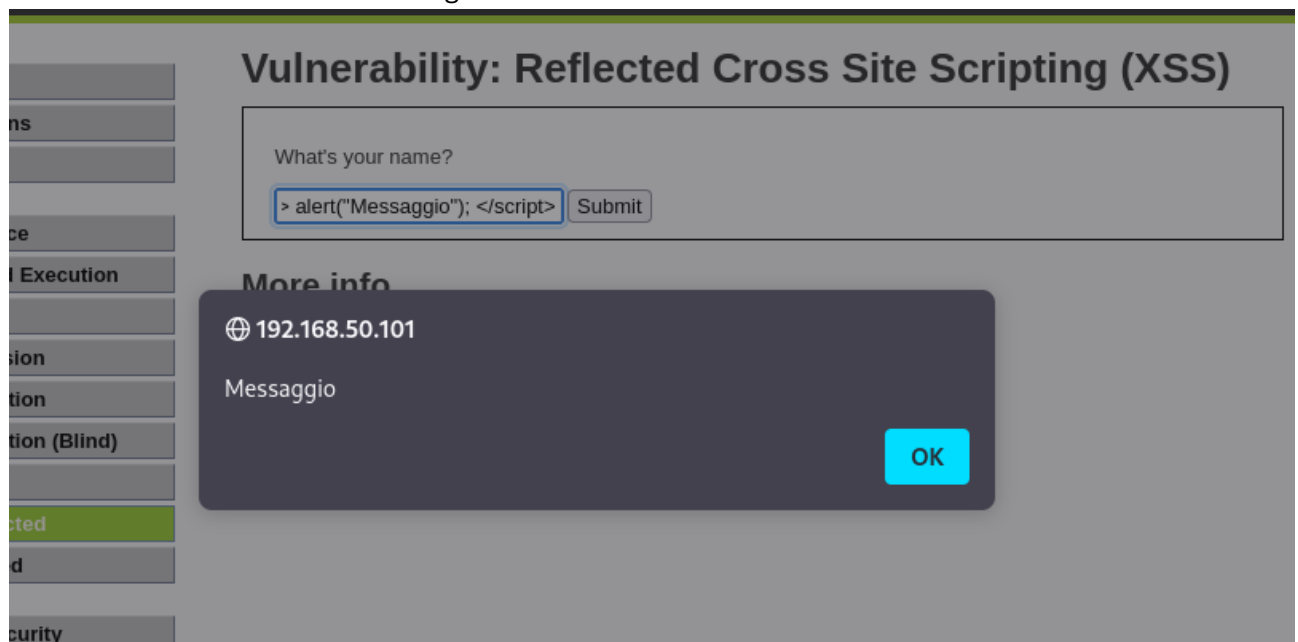 Vulnerability: Reflected Cross Site Scripting (XSS)
ns
What's your name?
> alert("Messaggio"); </script> Submit
ce
Execution
More info
192.168.50.101
sion
Messaggio
tion
tion (Blind)
OK
cted
d
curity